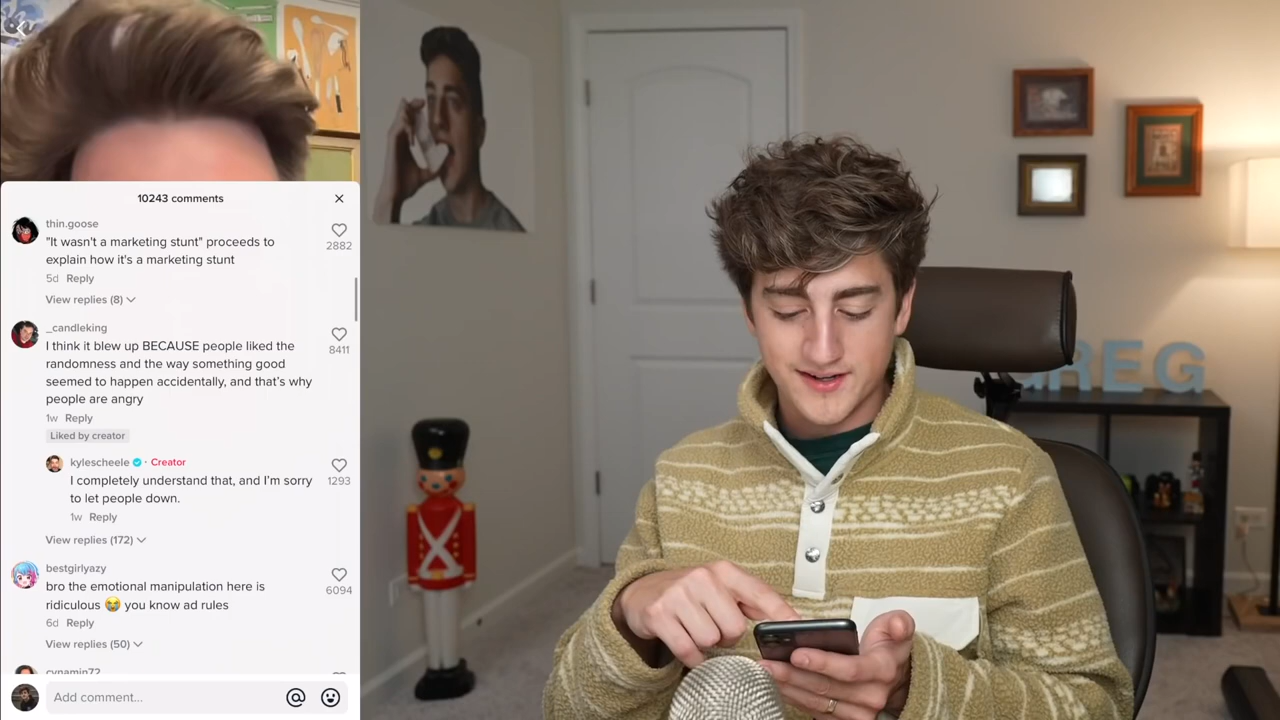 10243 comments
thin.goose
"It wasn't a marketing stunt" proceeds to
explain how it's a marketing stunt
2882
5d Reply
View replies (8)
_candleking
I think it blew up BECAUSE people liked the
randomness and the way something good
seemed to happen accidentally, and that's why
people are angry
8411
1w Reply
Liked by creator
kylescheele · Creator
I completely understand that, and I'm sorry
to let people down.
1293
1w Reply
View replies (172)
bestgirlyazy
bro the emotional manipulation here is
ridiculous 😭 you know ad rules
6094
6d Reply
View replies (50)
cynamin72
Add comment...
GREG